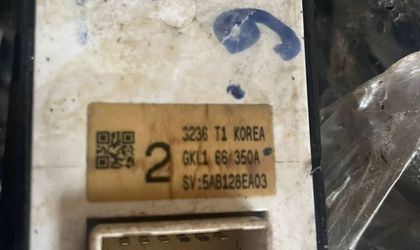 3236 T1 KOREA
2
GKL1 66/350A
SV:5AB128EA03